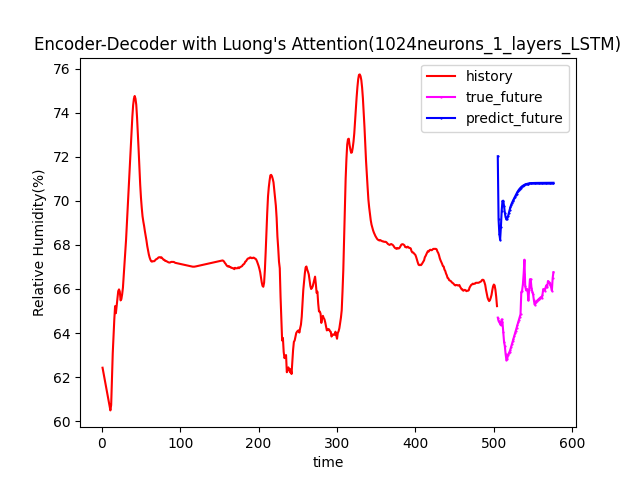 Encoder-Decoder with Luong's Attention(1024neurons_1_layers_LSTM)
history
true_future
predict_future
Relative Humidity(%)
76
74
72
70
68
66
64
62
60
0 100 200 300 400 500 600
time